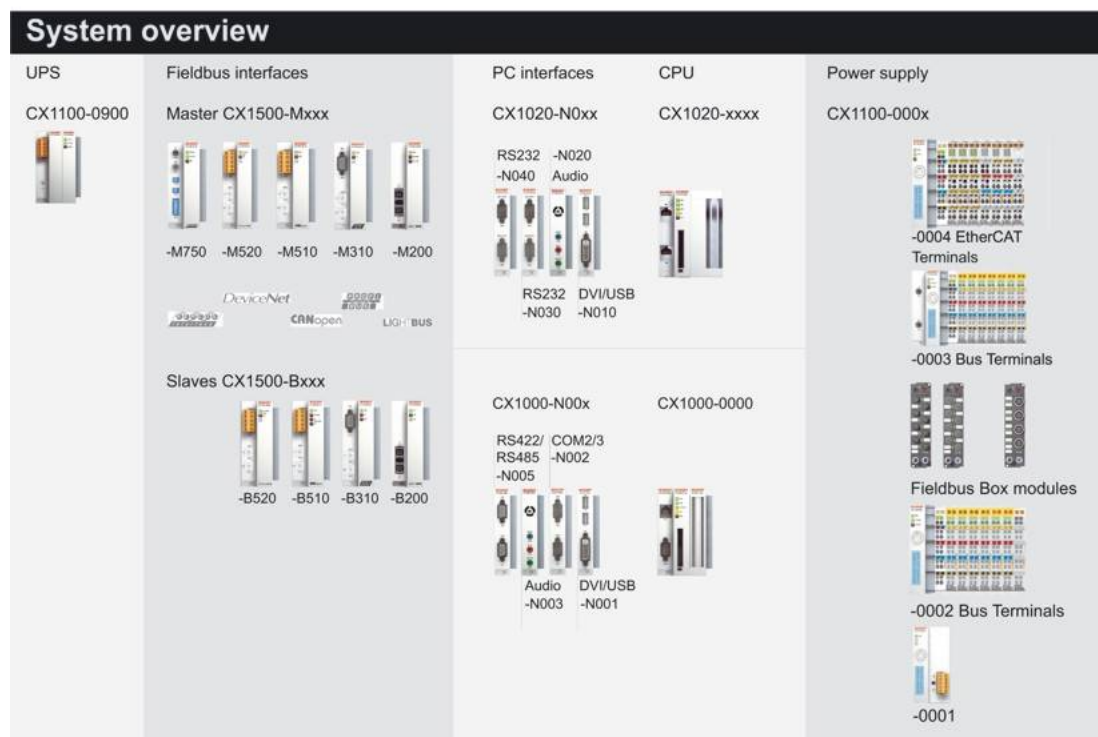 System overview
UPS
CX1100-0900
Fieldbus interfaces
Master CX1500-Mxxx
-M750 -M520 -M510 -M310 -M200
DeviceNet
CANopen
LIGHTBUS
Slaves CX1500-Bxxx
-B520 -B510 -B310 -B200
PC interfaces
CX1020-N0xx
RS232 -N020
-N040 Audio
RS232 DVI/USB
-N030 -N010
CX1000-N00x
RS422/ COM2/3
RS485 -N002
-N005
Audio DVI/USB
-N003 -N001
CPU
CX1020-xxxx
CX1000-0000
Power supply
CX1100-000x
-0004 EtherCAT
Terminals
-0003 Bus Terminals
Fieldbus Box modules
-0002 Bus Terminals
-0001